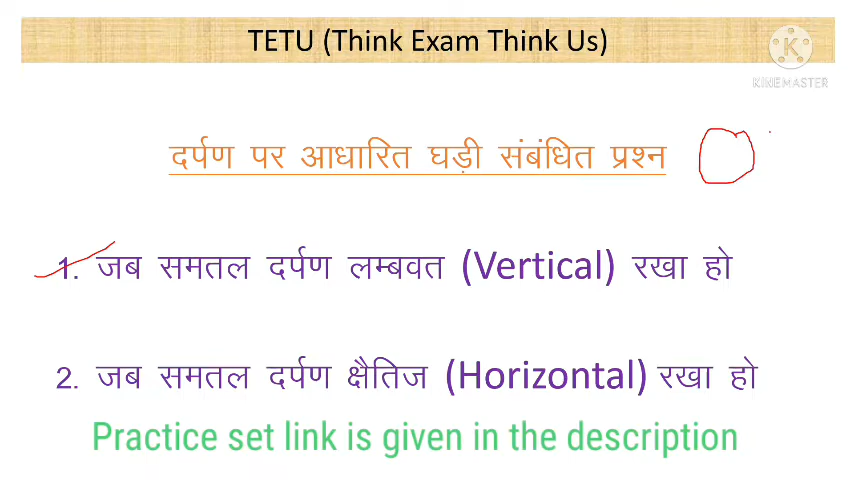 TETU (Think Exam Think Us)
K
KINEMASTER
दर्पण पर आधारित घड़ी संबंधित प्रश्न
1. जब समतल दर्पण लम्बवत (Vertical) रखा हो
2. जब समतल दर्पण क्षैतिज (Horizontal) रखा हो
Practice set link is given in the description